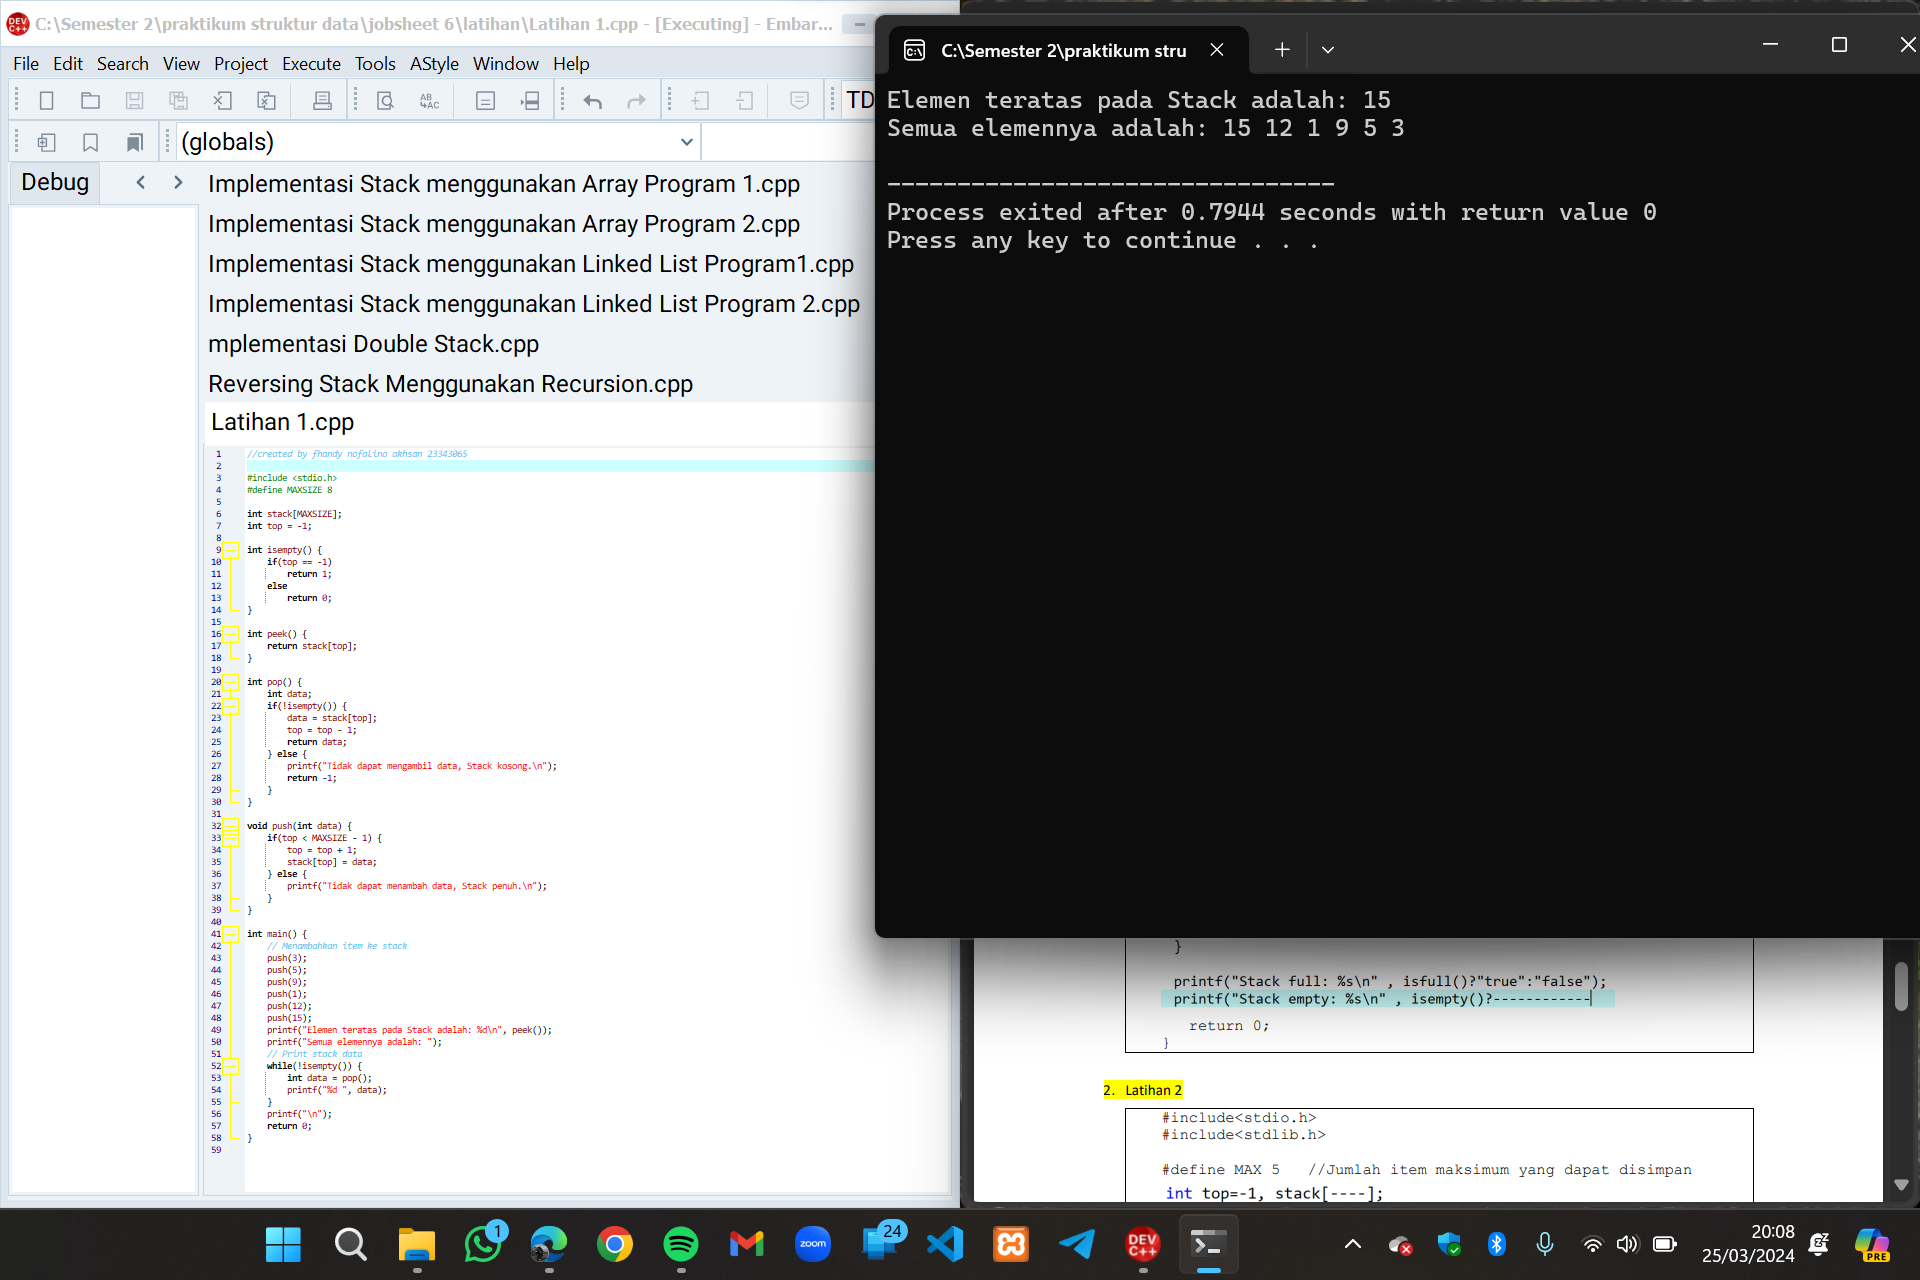 C:\Semester 2\praktikum struktur data\jobsheet 6\latihan\Latihan 1.cpp - [Executing] - Embar...
File Edit Search View Project Execute Tools AStyle Window Help
TD
(globals)
Debug
Implementasi Stack menggunakan Array Program 1.cpp
Implementasi Stack menggunakan Array Program 2.cpp
Implementasi Stack menggunakan Linked List Program1.cpp
Implementasi Stack menggunakan Linked List Program 2.cpp
mplementasi Double Stack.cpp
Reversing Stack Menggunakan Recursion.cpp
Latihan 1.cpp
1 //created by fhandy nofalino akhsan 23343065
2
3 #include <stdio.h>
4 #define MAXSIZE 8
5
6 int stack[MAXSIZE];
7 int top = -1;
8
9 int isempty() {
10 if(top == -1)
11 return 1;
12 else
13 return 0;
14 }
15
16 int peek() {
17 return stack[top];
18 }
19
20 int pop() {
21 int data;
22 if(!isempty()) {
23 data = stack[top];
24 top = top - 1;
25 return data;
26 } else {
27 printf("Tidak dapat mengambil data, Stack kosong.\n");
28 return -1;
29 }
30 }
31
32 void push(int data) {
33 if(top < MAXSIZE - 1) {
34 top = top + 1;
35 stack[top] = data;
36 } else {
37 printf("Tidak dapat menambah data, Stack penuh.\n");
38 }
39 }
40
41 int main() {
42 // Menambahkan item ke stack
43 push(3);
44 push(5);
45 push(9);
46 push(1);
47 push(12);
48 push(15);
49 printf("Elemen teratas pada Stack adalah: %d\n", peek());
50 printf("Semua elemennya adalah: ");
51 // Print stack data
52 while(!isempty()) {
53 int data = pop();
54 printf("%d ", data);
55 }
56 printf("\n");
57 return 0;
58 }
59
C:\Semester 2\praktikum stru
Elemen teratas pada Stack adalah: 15
Semua elemennya adalah: 15 12 1 9 5 3
--------------------------------
Process exited after 0.7944 seconds with return value 0
Press any key to continue . . .
}
printf("Stack full: %s\n" , isfull()?"true":"false");
printf("Stack empty: %s\n" , isempty()?------------
return 0;
}
2. Latihan 2
#include<stdio.h>
#include<stdlib.h>
#define MAX 5 //Jumlah item maksimum yang dapat disimpan
int top=-1, stack[----];
1
zoom
24
DEV C++
20:08
25/03/2024
PRE